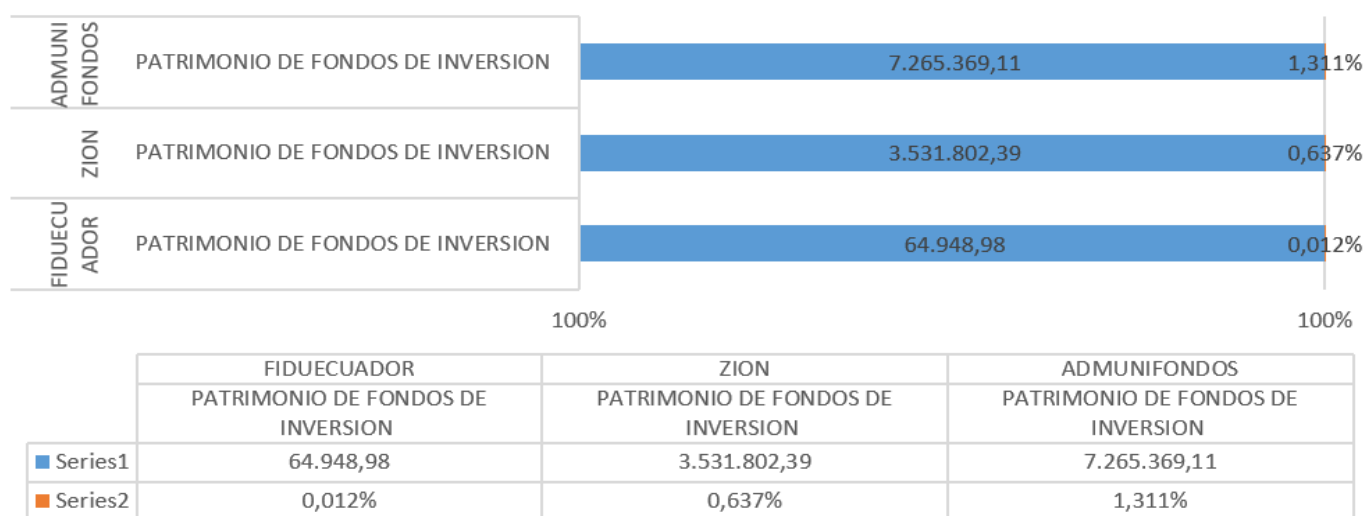 ADMUNI
FONDOS
PATRIMONIO DE FONDOS DE INVERSION
7.265.369,11
1,311%
ZION
PATRIMONIO DE FONDOS DE INVERSION
3.531.802,39
0,637%
FIDUECU
ADOR
PATRIMONIO DE FONDOS DE INVERSION
64.948,98
0,012%
100%
100%
FIDUECUADOR
ZION
ADMUNIFONDOS
PATRIMONIO DE FONDOS DE
INVERSION
PATRIMONIO DE FONDOS DE
INVERSION
PATRIMONIO DE FONDOS DE
INVERSION
Series1
64.948,98
3.531.802,39
7.265.369,11
Series2
0,012%
0,637%
1,311%